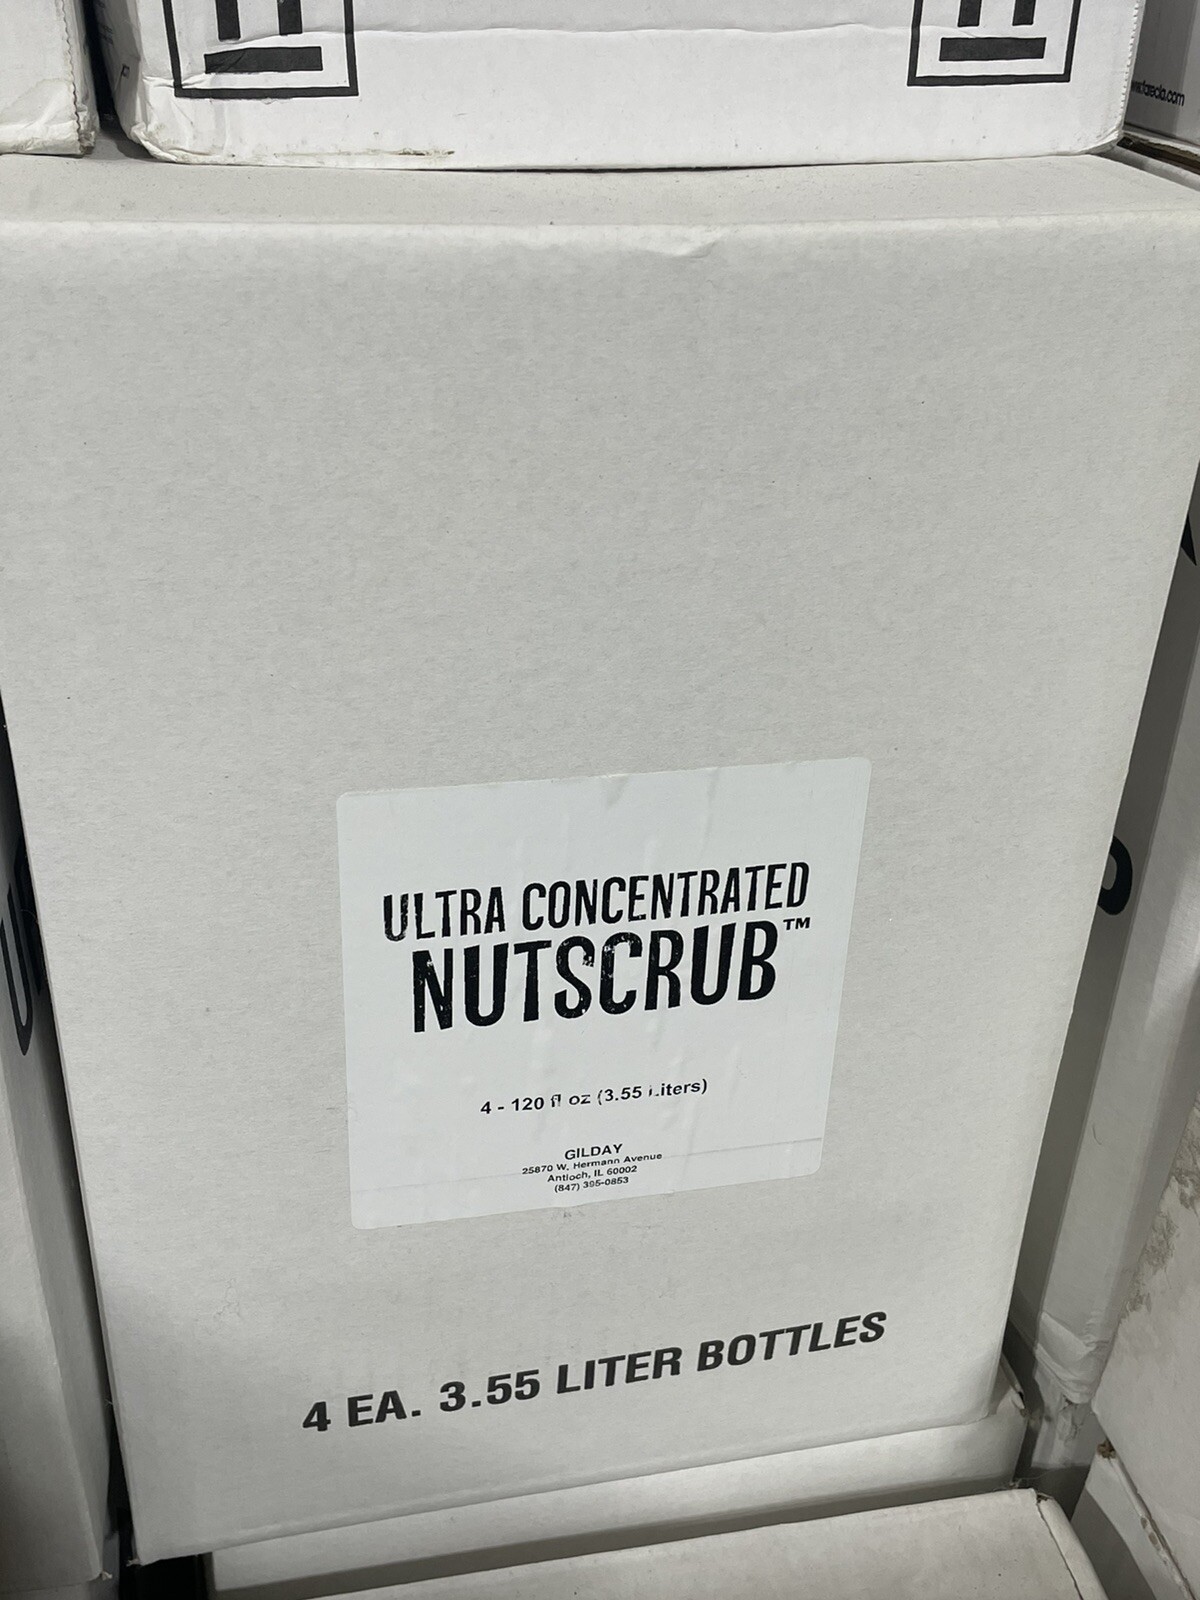 ULTRA CONCENTRATED
NUTSCRUB™
4 - 120 fl oz (3.55 Liters)
GILDAY
25870 W. Hermann Avenue
Antioch, IL 60002
(847) 395-0853
4 EA. 3.55 LITER BOTTLES